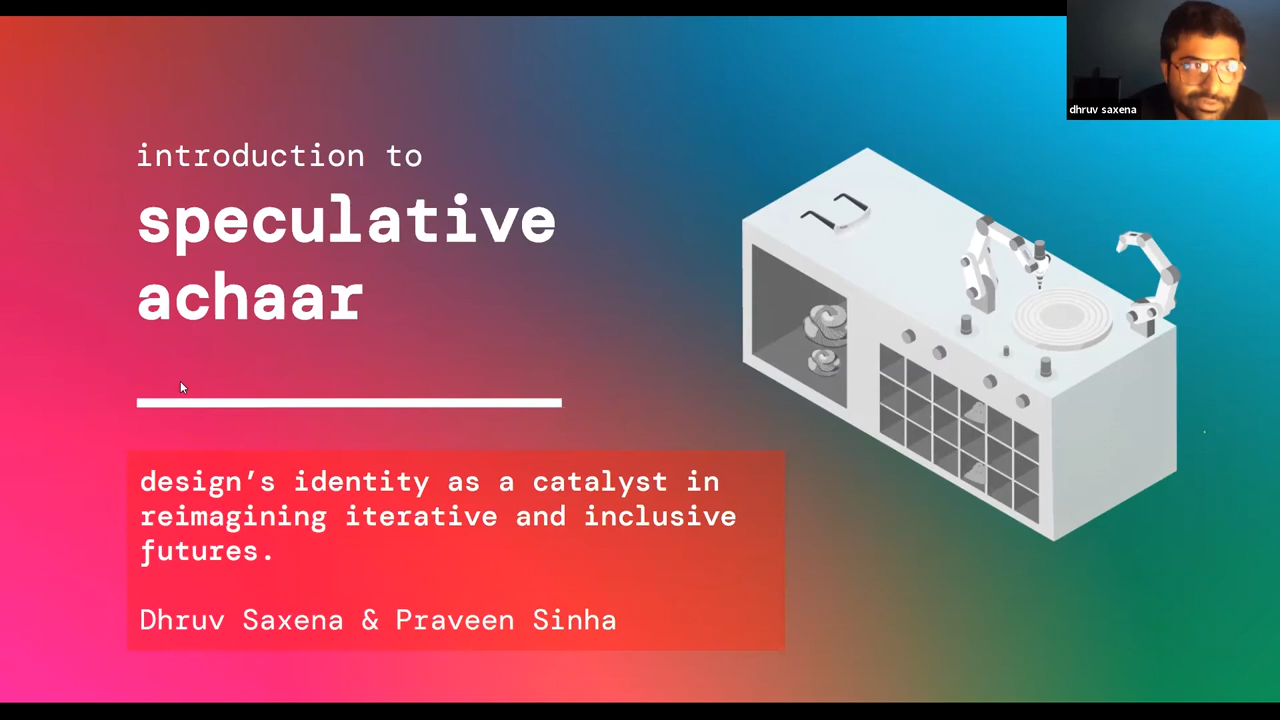 dhruv saxena
introduction to
speculative
achaar
design’s identity as a catalyst in
reimagining iterative and inclusive
futures.
Dhruv Saxena & Praveen Sinha